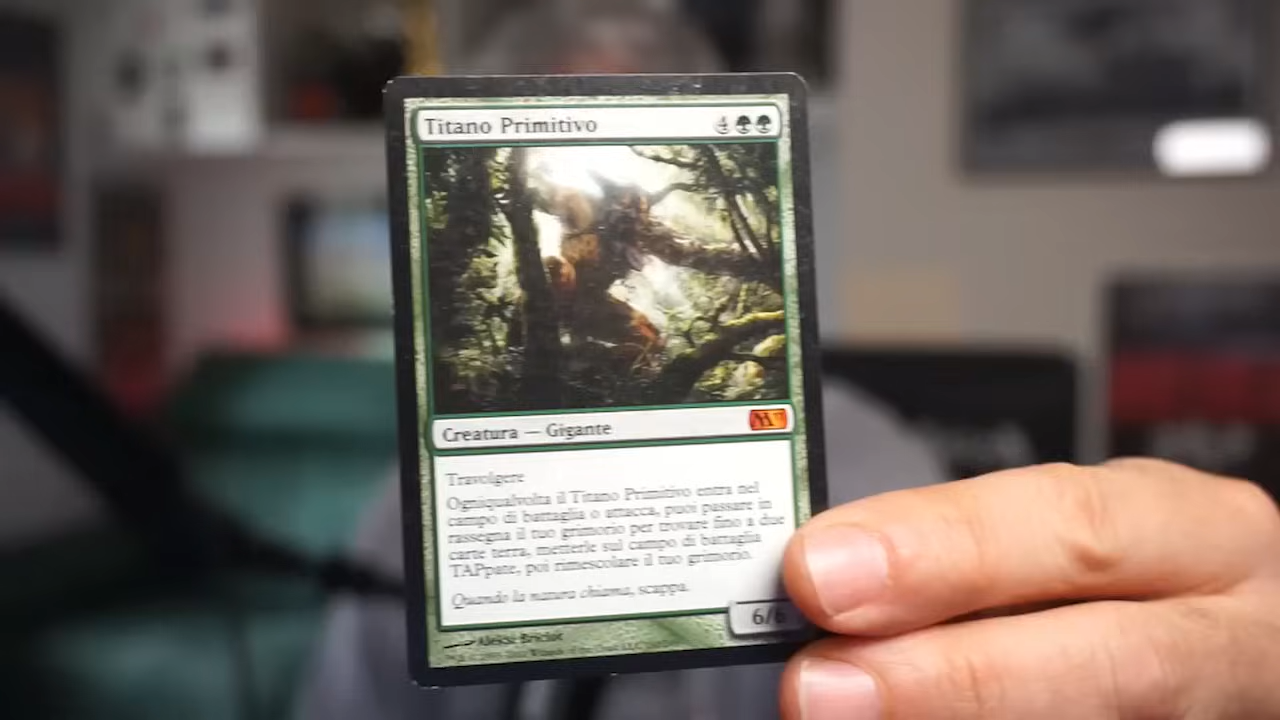 Titano Primitivo 4
Creatura — Gigante
Travolgere
Ogniqualvolta il Titano Primitivo entra nel
campo di battaglia o attacca, puoi passare in
rassegna il tuo grimorio per trovare fino a due
carte terra, metterle sul campo di battaglia
TAPpate, poi rimescolare il tuo grimorio.
Quando la natura chiama, scappa.
6/6
Aleksi Briclot